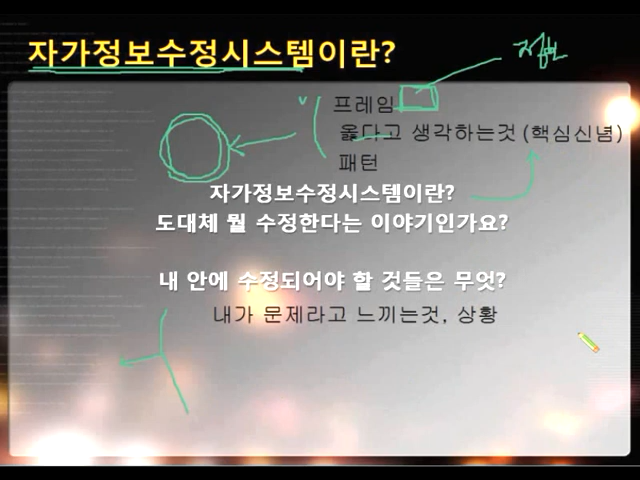 자가정보수정시스템이란?
프레임
옳다고 생각하는것 (핵심신념)
패턴
자가정보수정시스템이란?
도대체 뭘 수정한다는 이야기인가요?
내 안에 수정되어야 할 것들은 무엇?
내가 문제라고 느끼는것, 상황